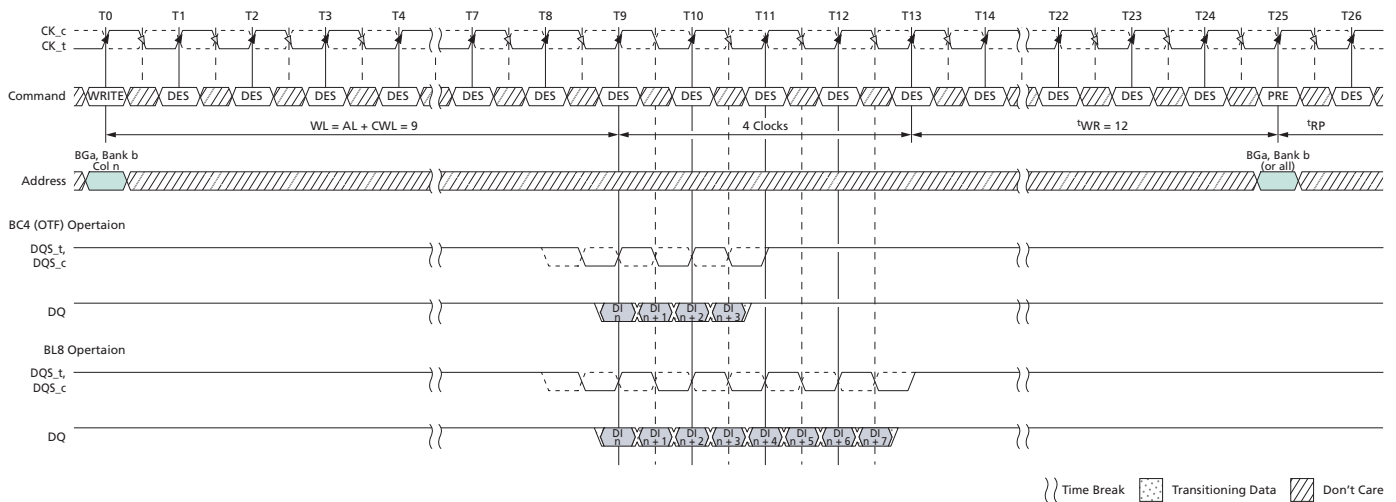 T0 T1 T2 T3 T4 T7 T8 T9 T10 T11 T12 T13 T14 T22 T23 T24 T25 T26
CK_c
CK_t
Command WRITE DES DES DES DES DES DES DES DES DES DES DES DES DES DES DES PRE DES
WL = AL + CWL = 9 4 Clocks tWR = 12 tRP
BGa, Bank b
Col n
BGa, Bank b
(or all)
Address
BC4 (OTF) Opertaion
DQS_t,
DQS_c
DQ DI n DI n + 1 DI n + 2 DI n + 3
BL8 Opertaion
DQS_t,
DQS_c
DQ DI n DI n + 1 DI n + 2 DI n + 3 DI n + 4 DI n + 5 DI n + 6 DI n + 7
Time Break Transitioning Data Don't Care